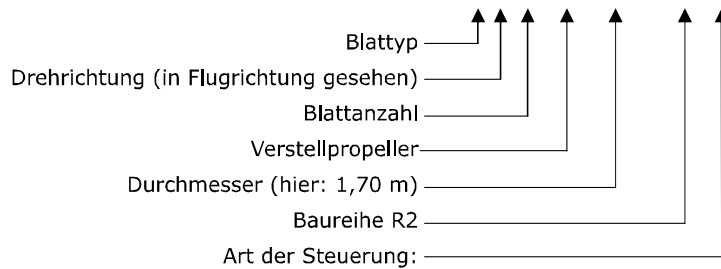 Blattyp
Drehrichtung (in Flugrichtung gesehen)
Blattanzahl
Verstellpropeller
Durchmesser (hier: 1,70 m)
Baureihe R2
Art der Steuerung: